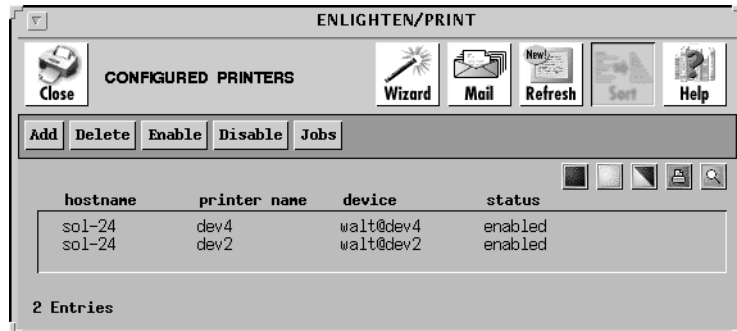 ENLIGHTEN/PRINT
Close
CONFIGURED PRINTERS
Wizard
Mail
New!
Refresh
Sort
Help
Add Delete Enable Disable Jobs
hostname printer name device status
sol-24 dev4 walt@dev4 enabled
sol-24 dev2 walt@dev2 enabled
2 Entries